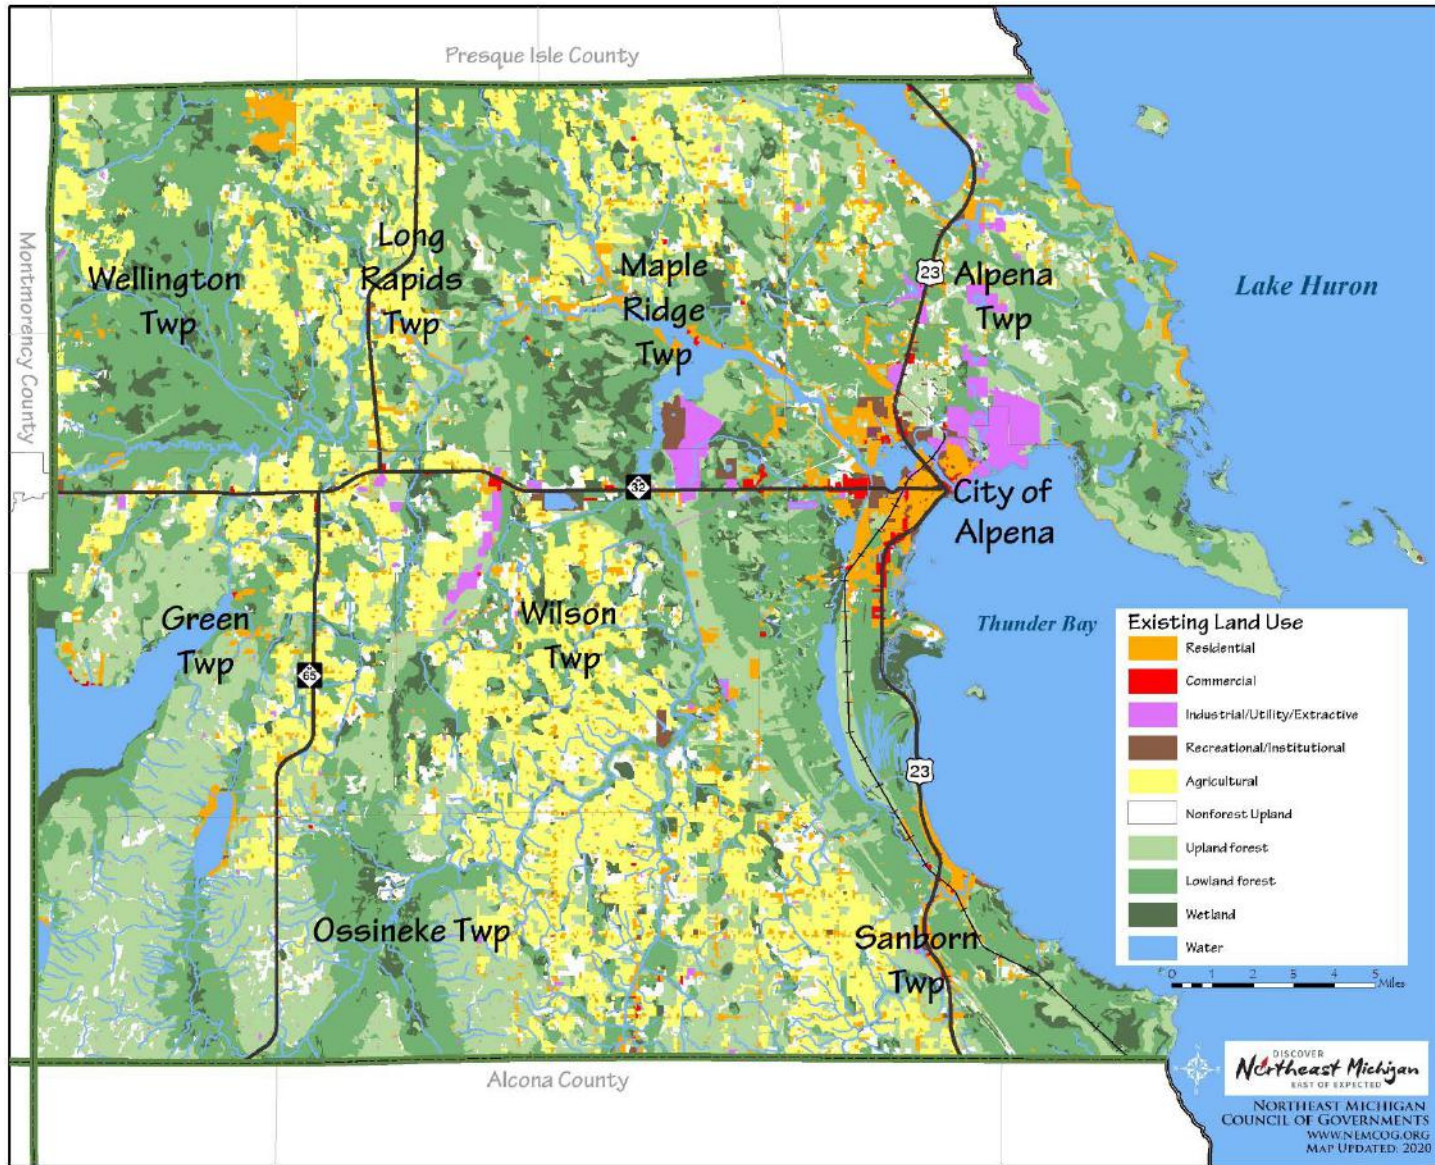 Presque Isle County
Montmorency County
Lake Huron
Long
Rapids
Twp
Wellington
Twp
Maple
Ridge
Twp
23
Alpena
Twp
32
City of
Alpena
Thunder Bay
Green
Twp
65
Wilson
Twp
23
Ossineke Twp
Sanborn
Twp
Alcona County
Existing Land Use
Residential
Commercial
Industrial/Utility/Extractive
Recreational/Institutional
Agricultural
Nonforest Upland
Upland forest
Lowland forest
Wetland
Water
0 1 2 3 4 5
Miles
DISCOVER
Northeast Michigan
EAST OF EXPECTED
NORTHEAST MICHIGAN
COUNCIL OF GOVERNMENTS
WWW.NEMCOG.ORG
MAP UPDATED: 2020